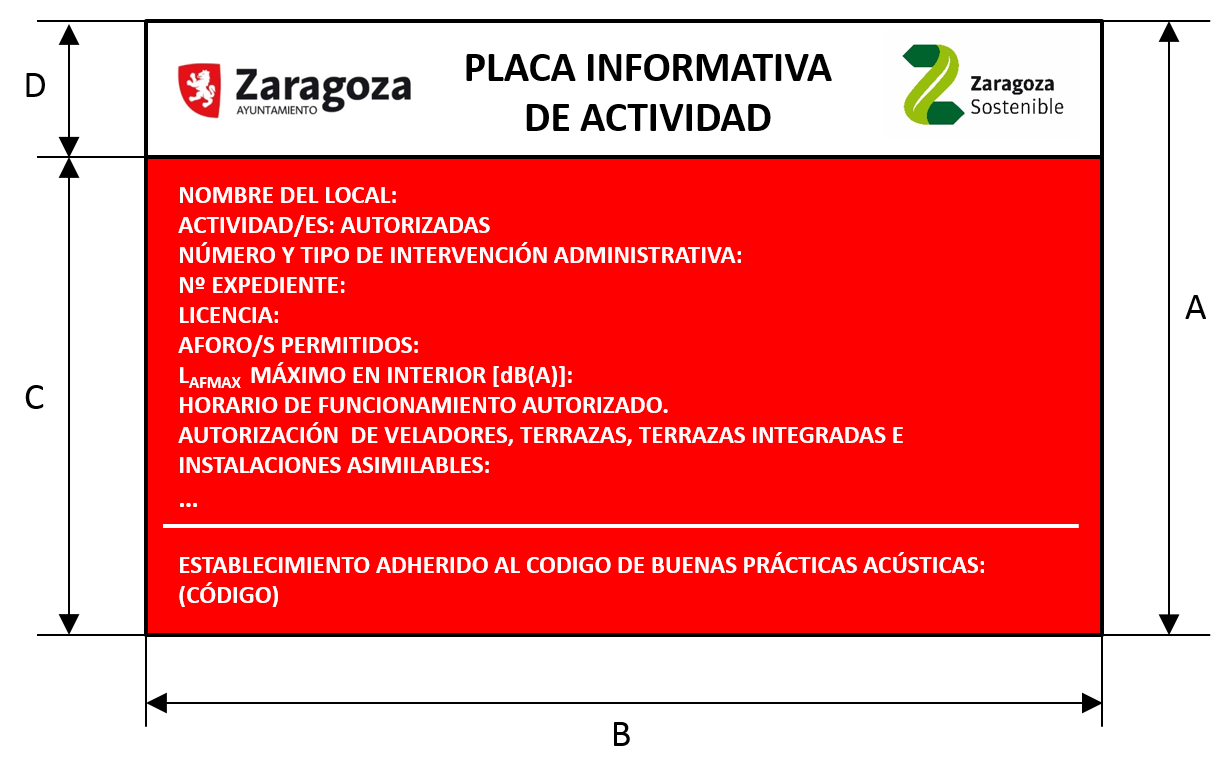 D
Zaragoza
AYUNTAMIENTO
PLACA INFORMATIVA
DE ACTIVIDAD
Zaragoza
Sostenible
A
C
NOMBRE DEL LOCAL:
ACTIVIDAD/ES: AUTORIZADAS
NÚMERO Y TIPO DE INTERVENCIÓN ADMINISTRATIVA:
Nº EXPEDIENTE:
LICENCIA:
AFORO/S PERMITIDOS:
LAFMAX MÁXIMO EN INTERIOR [dB(A)]:
HORARIO DE FUNCIONAMIENTO AUTORIZADO.
AUTORIZACIÓN DE VELADORES, TERRAZAS, TERRAZAS INTEGRADAS E
INSTALACIONES ASIMILABLES:
...
ESTABLECIMIENTO ADHERIDO AL CODIGO DE BUENAS PRÁCTICAS ACÚSTICAS:
(CÓDIGO)
B